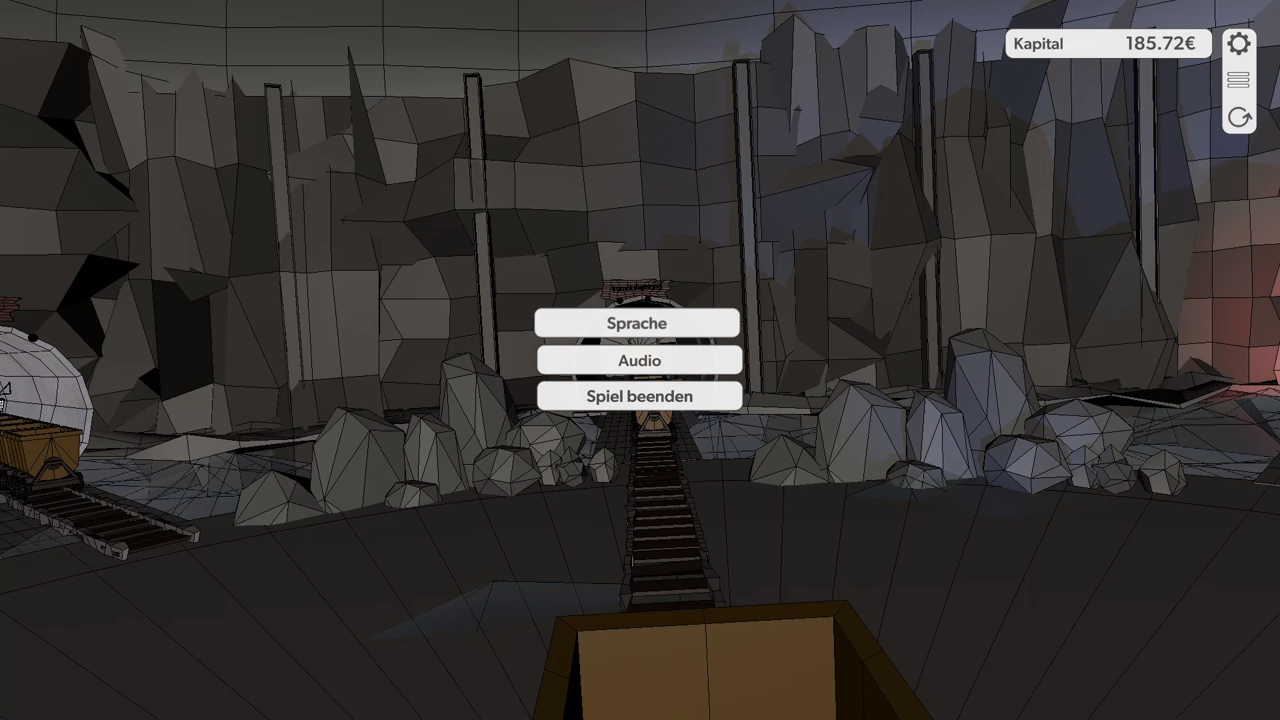 Kapital 185.72€
Sprache
Audio
Spiel beenden